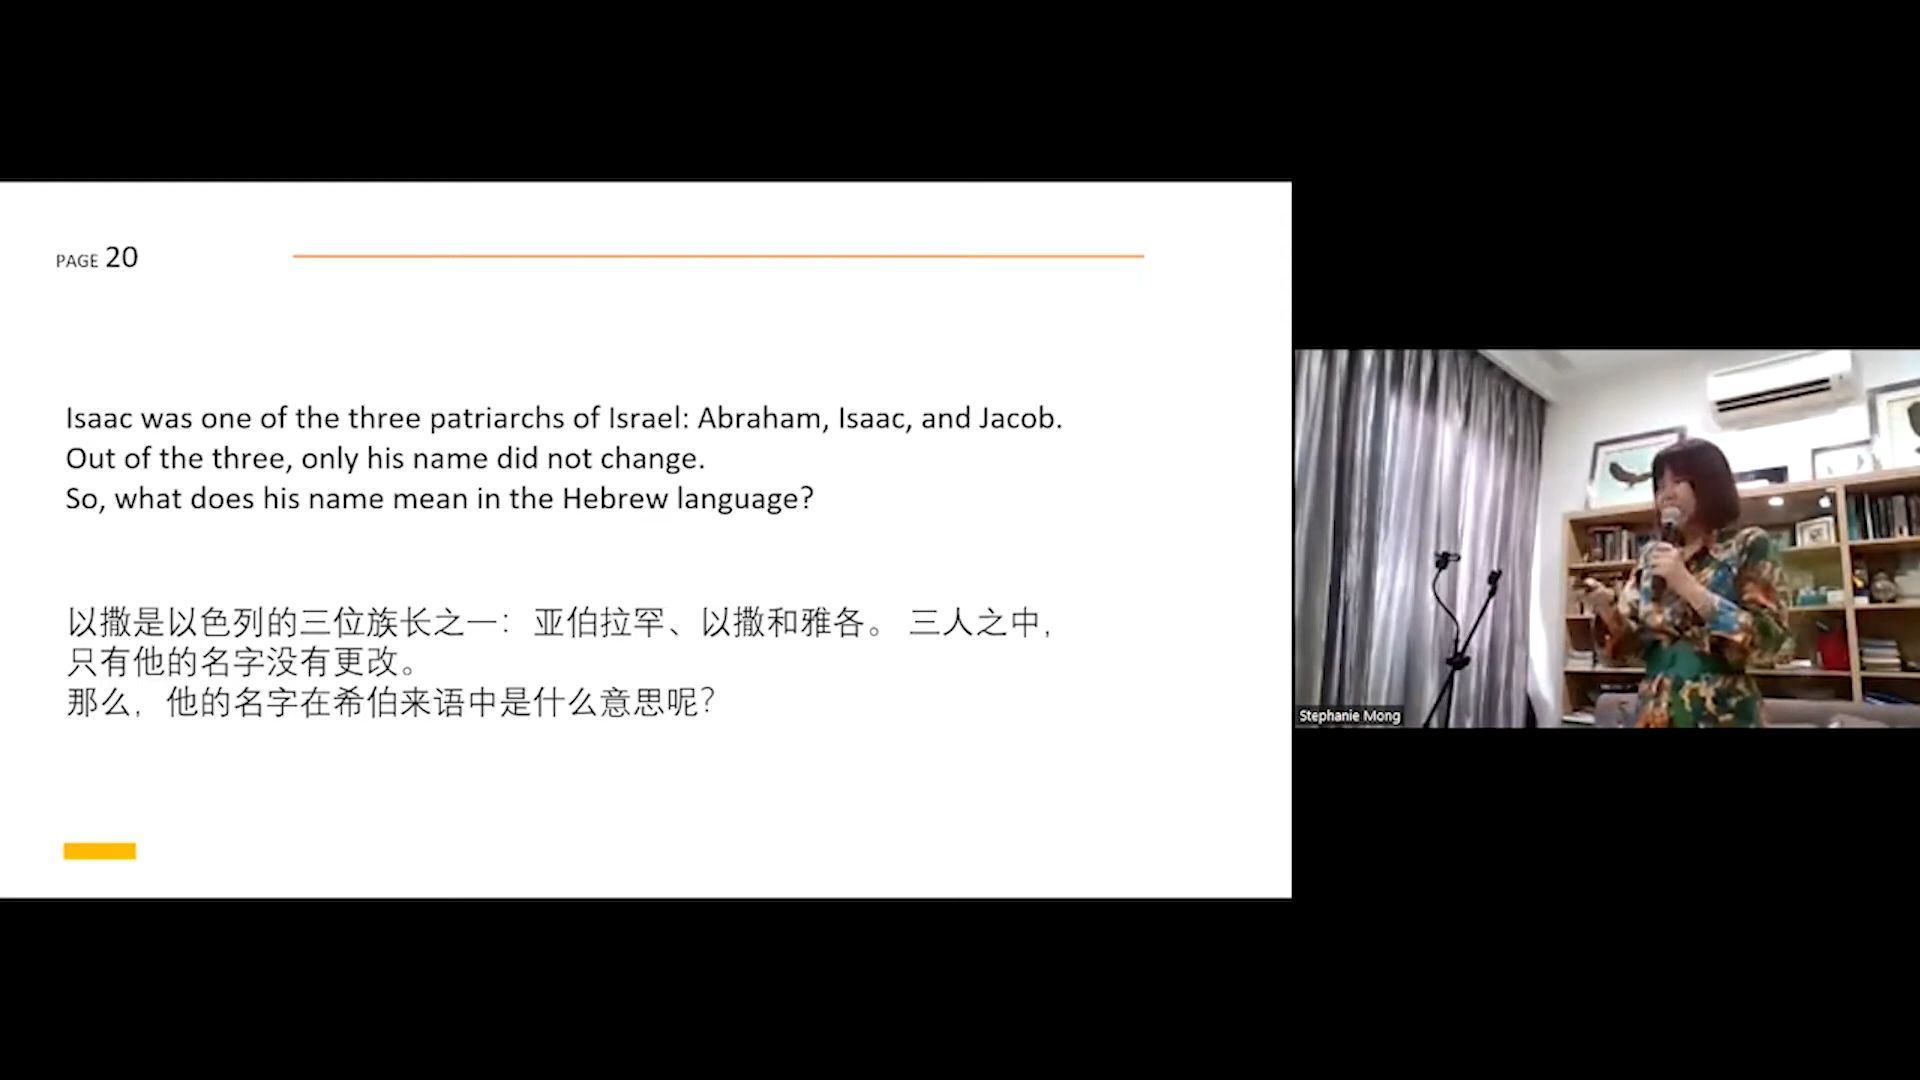 PAGE 20
Isaac was one of the three patriarchs of Israel: Abraham, Isaac, and Jacob.
Out of the three, only his name did not change.
So, what does his name mean in the Hebrew language?
以撒是以色列的三位族长之一：亚伯拉罕、以撒和雅各。 三人之中，
只有他的名字没有更改。
那么，他的名字在希伯来语中是什么意思呢？
Stephanie Mong